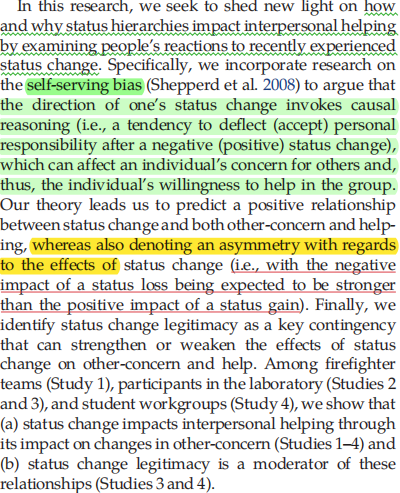 In this research, we seek to shed new light on how
and why status hierarchies impact interpersonal helping
by examining people's reactions to recently experienced
status change. Specifically, we incorporate research on
the self-serving bias (Shepperd et al. 2008) to argue that
the direction of one's status change invokes causal
reasoning (i.e., a tendency to deflect (accept) personal
responsibility after a negative (positive) status change),
which can affect an individual's concern for others and,
thus, the individual's willingness to help in the group.
Our theory leads us to predict a positive relationship
between status change and both other-concern and help-
ing, whereas also denoting an asymmetry with regards
to the effects of status change (i.e., with the negative
impact of a status loss being expected to be stronger
than the positive impact of a status gain). Finally, we
identify status change legitimacy as a key contingency
that can strengthen or weaken the effects of status
change on other-concern and help. Among firefighter
teams (Study 1), participants in the laboratory (Studies 2
and 3), and student workgroups (Study 4), we show that
(a) status change impacts interpersonal helping through
its impact on changes in other-concern (Studies 1–4) and
(b) status change legitimacy is a moderator of these
relationships (Studies 3 and 4).